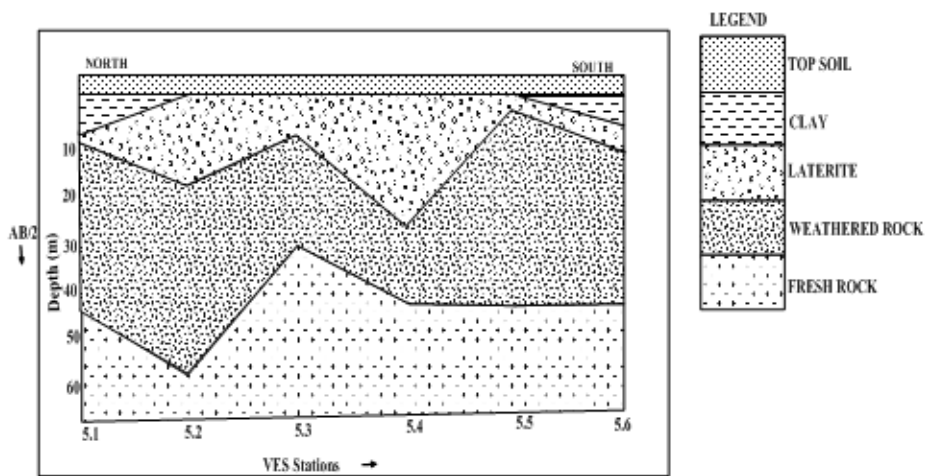 LEGEND
NORTH
SOUTH
TOP SOIL
CLAY
LATERITE
WEATHERED ROCK
FRESH ROCK
AB/2
Depth (m)
10
20
30
40
50
60
5.1
5.2
5.3
5.4
5.5
5.6
VES Stations